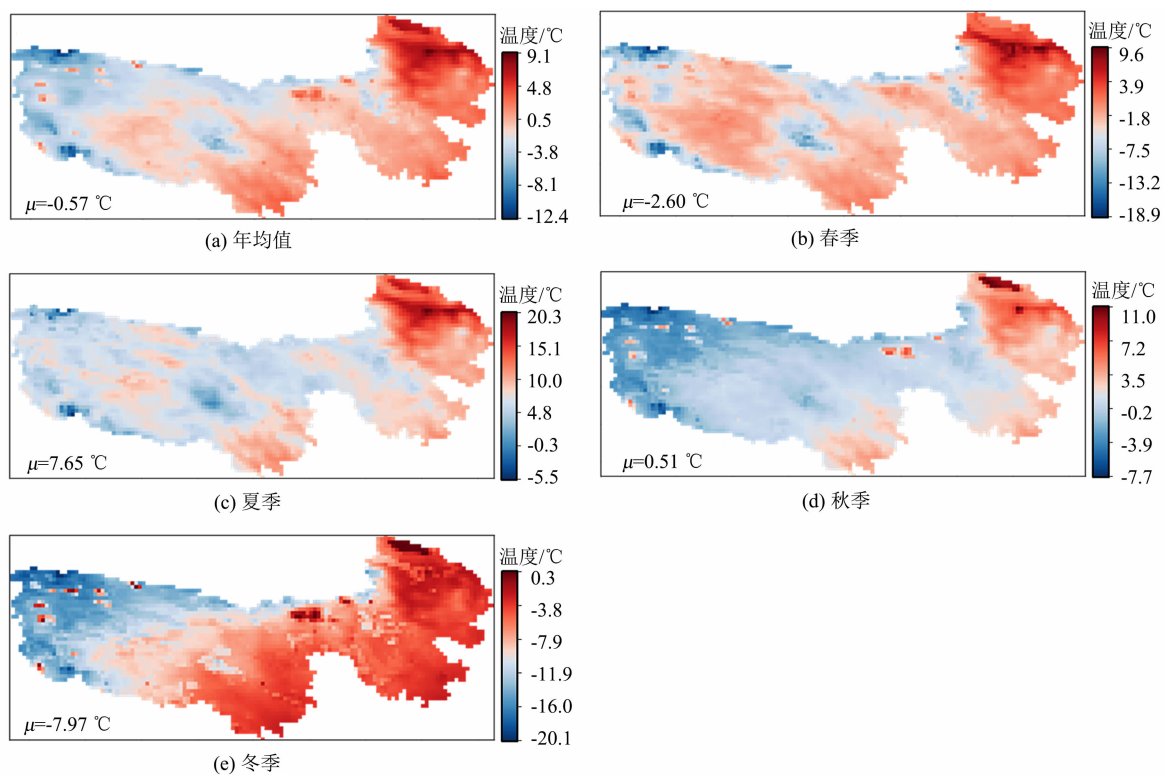 温度/℃
9.1
4.8
0.5
-3.8
-8.1
-12.4
μ=-0.57 ℃
(a) 年均值
温度/℃
9.6
3.9
-1.8
-7.5
-13.2
-18.9
μ=-2.60 ℃
(b) 春季
温度/℃
20.3
15.1
10.0
4.8
-0.3
-5.5
μ=7.65 ℃
(c) 夏季
温度/℃
11.0
7.2
3.5
-0.2
-3.9
-7.7
μ=0.51 ℃
(d) 秋季
温度/℃
0.3
-3.8
-7.9
-11.9
-16.0
-20.1
μ=-7.97 ℃
(e) 冬季